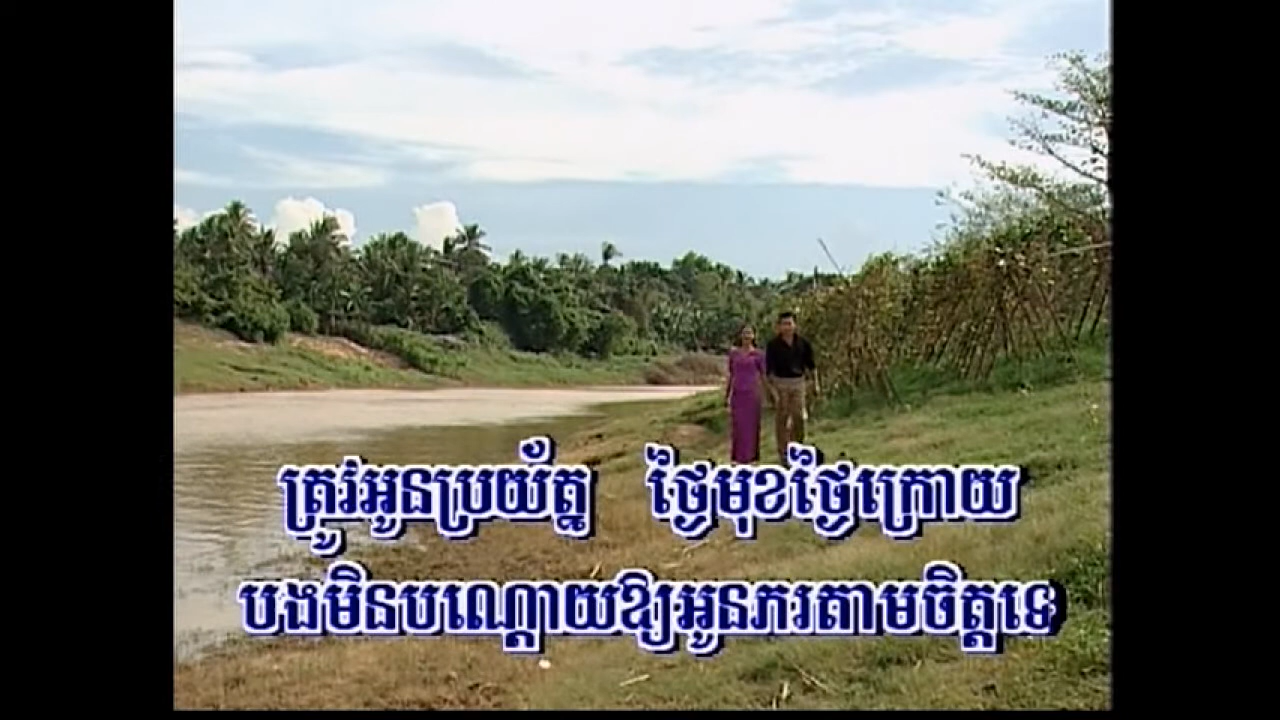 ត្រូវអូនប្រយ័ត្ន ថ្ងៃមុខថ្ងៃក្រោយ
បងមិនបណ្ដោយឱ្យអូនភរតាមចិត្តទេ